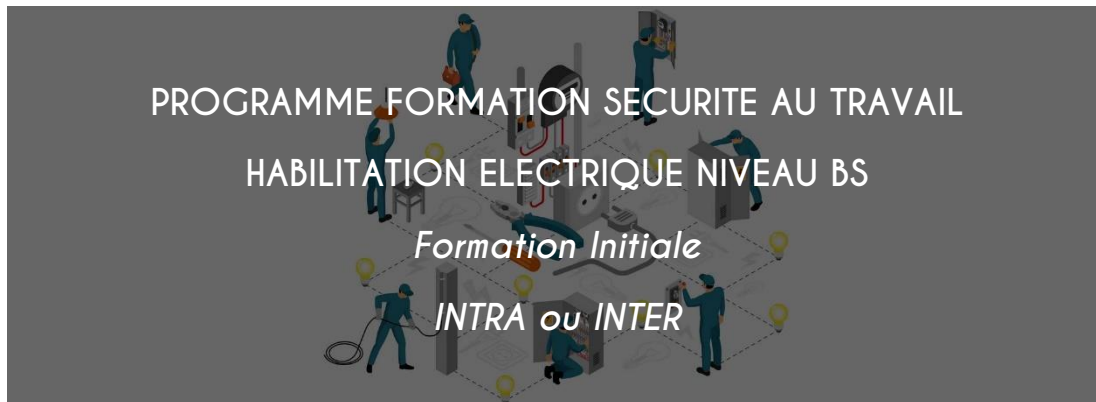 PROGRAMME FORMATION SECURITE AU TRAVAIL
HABILITATION ELECTRIQUE NIVEAU BS
Formation Initiale
INTRA ou INTER